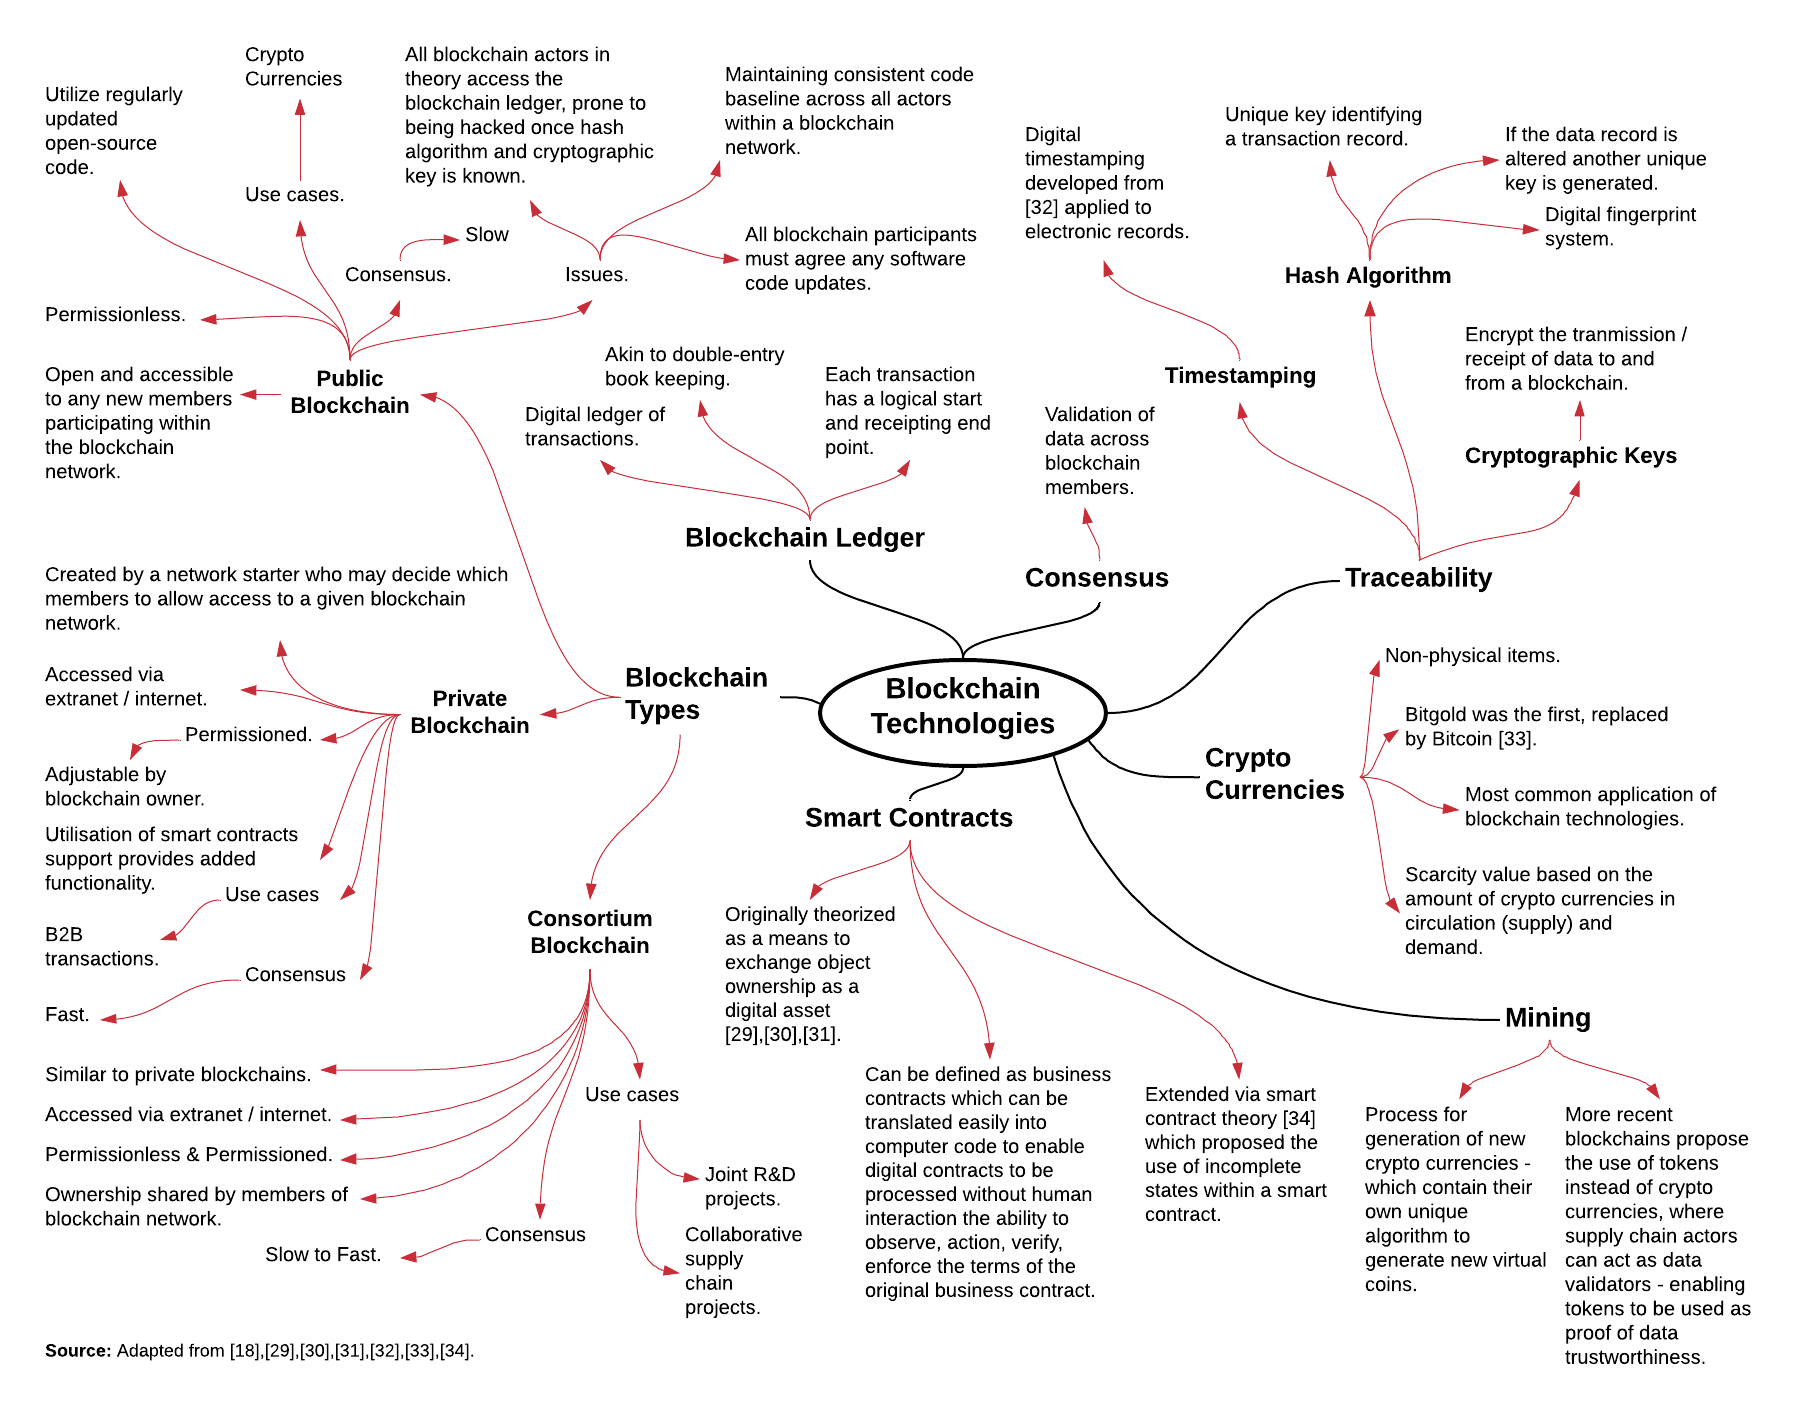 Crypto
Currencies
Utilize regularly
updated
open-source
code.
Use cases.
All blockchain actors in
theory access the
blockchain ledger, prone to
being hacked once hash
algorithm and cryptographic
key is known.
Maintaining consistent code
baseline across all actors
within a blockchain
network.
Slow
Consensus.
Issues.
All blockchain participants
must agree any software
code updates.
Permissionless.
Open and accessible
to any new members
participating within
the blockchain
network.
Public
Blockchain
Digital
timestamping
developed from
[32] applied to
electronic records.
Unique key identifying
a transaction record.
If the data record is
altered another unique
key is generated.
Digital fingerprint
system.
Hash Algorithm
Timestamping
Encrypt the tranmission /
receipt of data to and
from a blockchain.
Cryptographic Keys
Akin to double-entry
book keeping.
Digital ledger of
transactions.
Each transaction
has a logical start
and receipting end
point.
Blockchain Ledger
Validation of
data across
blockchain
members.
Consensus
Traceability
Created by a network starter who may decide which
members to allow access to a given blockchain
network.
Accessed via
extranet / internet.
Permissioned.
Adjustable by
blockchain owner.
Utilisation of smart contracts
support provides added
functionality.
Use cases
B2B
transactions.
Consensus
Fast.
Private
Blockchain
Blockchain
Types
Blockchain
Technologies
Crypto
Currencies
Non-physical items.
Bitgold was the first, replaced
by Bitcoin [33].
Most common application of
blockchain technologies.
Scarcity value based on the
amount of crypto currencies in
circulation (supply) and
demand.
Smart Contracts
Originally theorized
as a means to
exchange object
ownership as a
digital asset
[29],[30],[31].
Can be defined as business
contracts which can be
translated easily into
computer code to enable
digital contracts to be
processed without human
interaction the ability to
observe, action, verify,
enforce the terms of the
original business contract.
Extended via smart
contract theory [34]
which proposed the
use of incomplete
states within a smart
contract.
Consortium
Blockchain
Similar to private blockchains.
Accessed via extranet / internet.
Permissionless & Permissioned.
Ownership shared by members of
blockchain network.
Consensus
Slow to Fast.
Use cases
Joint R&D
projects.
Collaborative
supply
chain
projects.
Mining
Process for
generation of new
crypto currencies -
which contain their
own unique
algorithm to
generate new virtual
coins.
More recent
blockchains propose
the use of tokens
instead of crypto
currencies, where
supply chain actors
can act as data
validators - enabling
tokens to be used as
proof of data
trustworthiness.
Source: Adapted from [18],[29],[30],[31],[32],[33],[34].